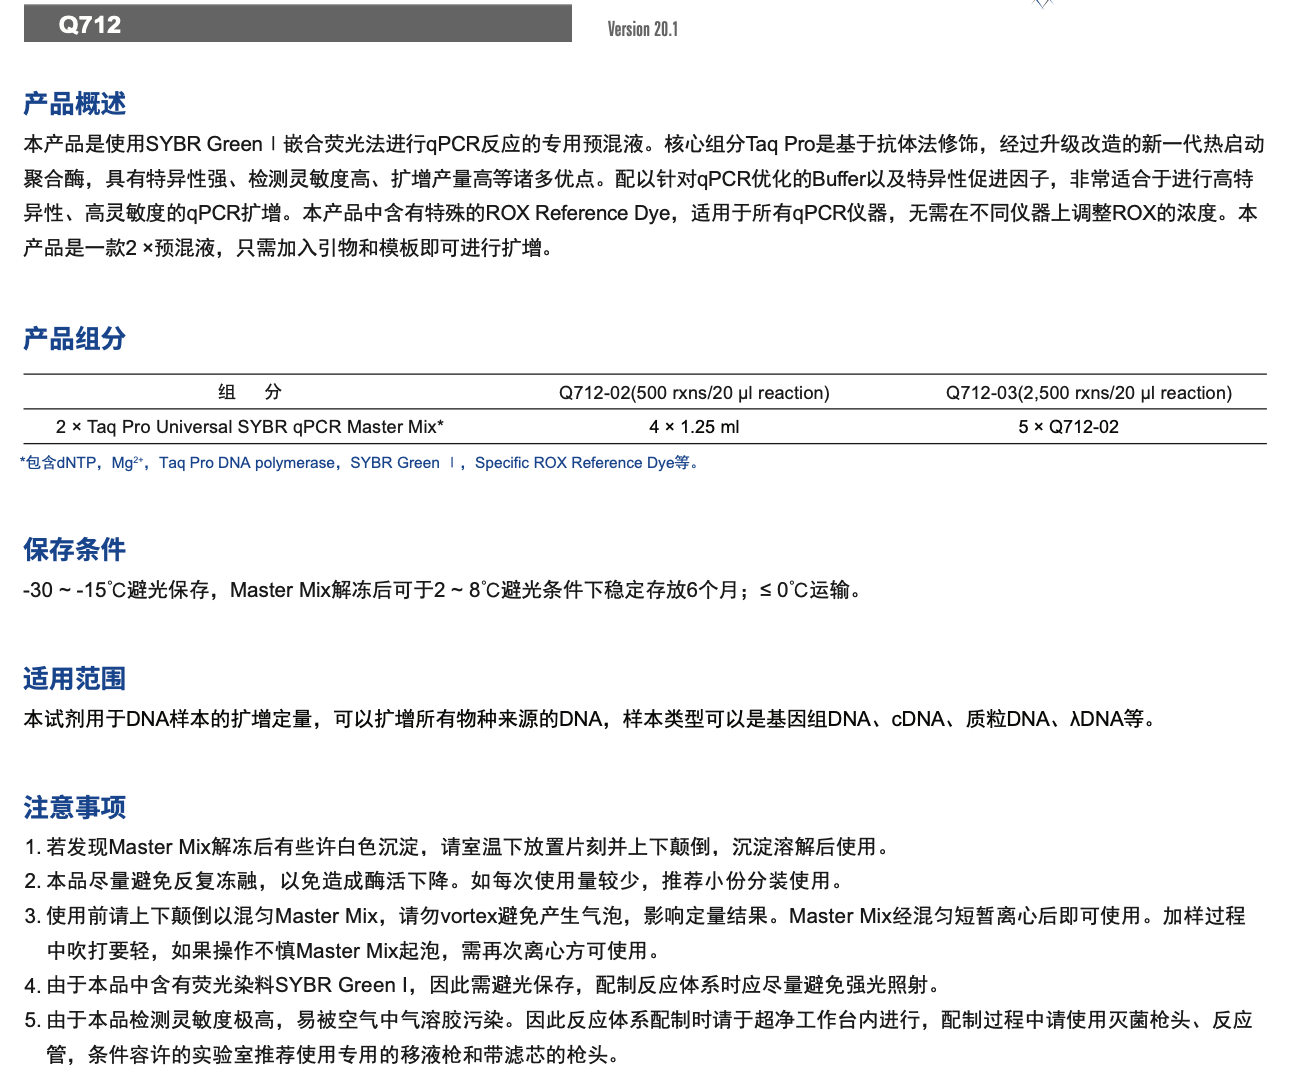 Q712
Version 20.1
产品概述
本产品是使用SYBR Green Ⅰ嵌合荧光法进行qPCR反应的专用预混液。核心组分Taq Pro是基于抗体法修饰，经过升级改造的新一代热启动
聚合酶，具有特异性强、检测灵敏度高、扩增产量高等诸多优点。配以针对qPCR优化的Buffer以及特异性促进因子，非常适合于进行高特
异性、高灵敏度的qPCR扩增。本产品中含有特殊的ROX Reference Dye，适用于所有qPCR仪器，无需在不同仪器上调整ROX的浓度。本
产品是一款2 ×预混液，只需加入引物和模板即可进行扩增。
产品组分
组 分 Q712-02(500 rxns/20 μl reaction) Q712-03(2,500 rxns/20 μl reaction)
2 × Taq Pro Universal SYBR qPCR Master Mix* 4 × 1.25 ml 5 × Q712-02
*包含dNTP，Mg²⁺，Taq Pro DNA polymerase，SYBR Green Ⅰ，Specific ROX Reference Dye等。
保存条件
-30 ~ -15℃避光保存，Master Mix解冻后可于2 ~ 8℃避光条件下稳定存放6个月；≤ 0℃运输。
适用范围
本试剂用于DNA样本的扩增定量，可以扩增所有物种来源的DNA，样本类型可以是基因组DNA、cDNA、质粒DNA、λDNA等。
注意事项
1. 若发现Master Mix解冻后有些许白色沉淀，请室温下放置片刻并上下颠倒，沉淀溶解后使用。
2. 本品尽量避免反复冻融，以免造成酶活下降。如每次使用量较少，推荐小份分装使用。
3. 使用前请上下颠倒以混匀Master Mix，请勿vortex避免产生气泡，影响定量结果。Master Mix经混匀短暂离心后即可使用。加样过程
中吹打要轻，如果操作不慎Master Mix起泡，需再次离心方可使用。
4. 由于本品中含有荧光染料SYBR Green I，因此需避光保存，配制反应体系时应尽量避免强光照射。
5. 由于本品检测灵敏度极高，易被空气中气溶胶污染。因此反应体系配制时请于超净工作台内进行，配制过程中请使用灭菌枪头、反应
管，条件容许的实验室推荐使用专用的移液枪和带滤芯的枪头。